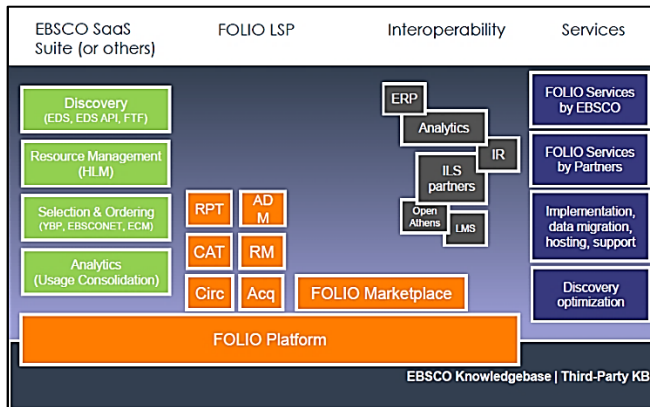 EBSCO SaaS
Suite (or others)
FOLIO LSP
Interoperability
Services
Discovery
(EDS, EDS API, FTF)
Resource Management
(HLM)
Selection & Ordering
(YBP, EBSCONET, ECM)
Analytics
(Usage Consolidation)
RPT
AD
M
CAT
RM
Circ
Acq
FOLIO Marketplace
FOLIO Platform
ERP
Analytics
IR
ILS
partners
Open
Athens
LMS
FOLIO Services
by EBSCO
FOLIO Services
by Partners
Implementation,
data migration,
hosting, support
Discovery
optimization
EBSCO Knowledgebase | Third-Party KB